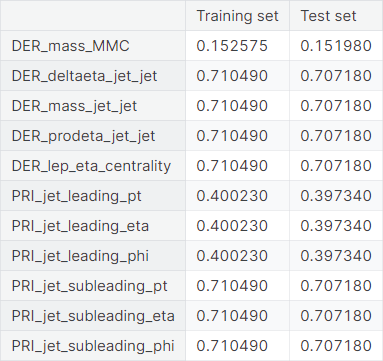 Training set Test set
DER_mass_MMC 0.152575 0.151980
DER_deltaeta_jet_jet 0.710490 0.707180
DER_mass_jet_jet 0.710490 0.707180
DER_prodeta_jet_jet 0.710490 0.707180
DER_lep_eta_centrality 0.710490 0.707180
PRI_jet_leading_pt 0.400230 0.397340
PRI_jet_leading_eta 0.400230 0.397340
PRI_jet_leading_phi 0.400230 0.397340
PRI_jet_subleading_pt 0.710490 0.707180
PRI_jet_subleading_eta 0.710490 0.707180
PRI_jet_subleading_phi 0.710490 0.707180